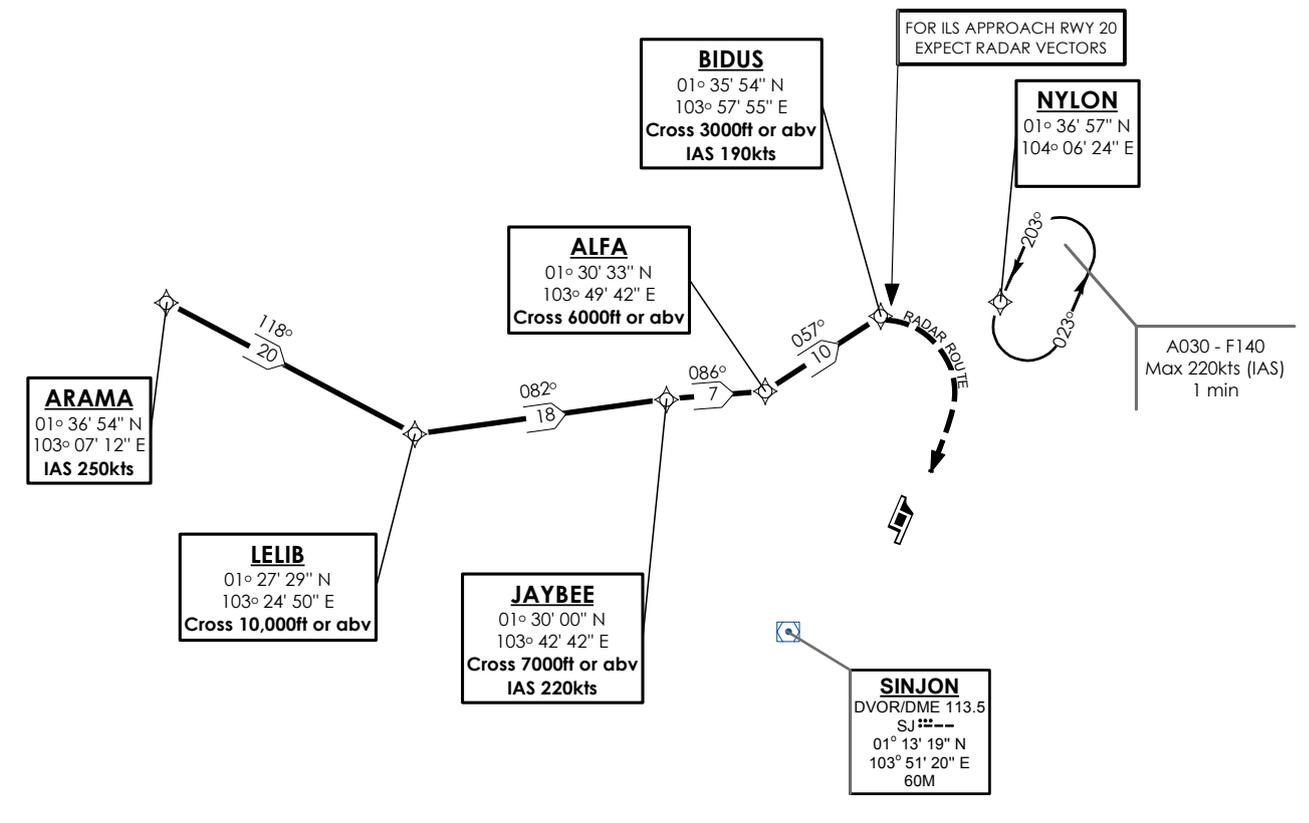 FOR ILS APPROACH RWY 20
EXPECT RADAR VECTORS
BIDUS
01° 35' 54" N
103° 57' 55" E
Cross 3000ft or abv
IAS 190kts
NYLON
01° 36' 57" N
104° 06' 24" E
ALFA
01° 30' 33" N
103° 49' 42" E
Cross 6000ft or abv
203°
023°
A030 - F140
Max 220kts (IAS)
1 min
118°
20
082°
18
086°
7
057°
10
RADAR ROUTE
ARAMA
01° 36' 54" N
103° 07' 12" E
IAS 250kts
LELIB
01° 27' 29" N
103° 24' 50" E
Cross 10,000ft or abv
JAYBEE
01° 30' 00" N
103° 42' 42" E
Cross 7000ft or abv
IAS 220kts
SINJON
DVOR/DME 113.5
SJ
01° 13' 19" N
103° 51' 20" E
60M